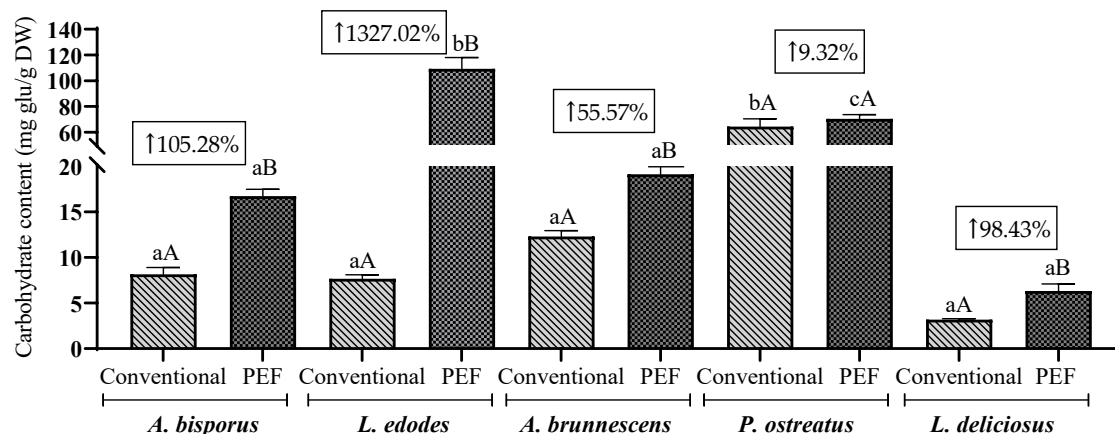 Carbohydrate content (mg glu/g DW)
140
120
100
80
60
20
15
10
5
0
↑105.28%
↑1327.02%
↑55.57%
↑9.32%
↑98.43%
aA
aB
aA
bB
aA
aB
bA
cA
aA
aB
Conventional PEF Conventional PEF Conventional PEF Conventional PEF Conventional PEF
A. bisporus L. edodes A. brunnescens P. ostreatus L. deliciosus